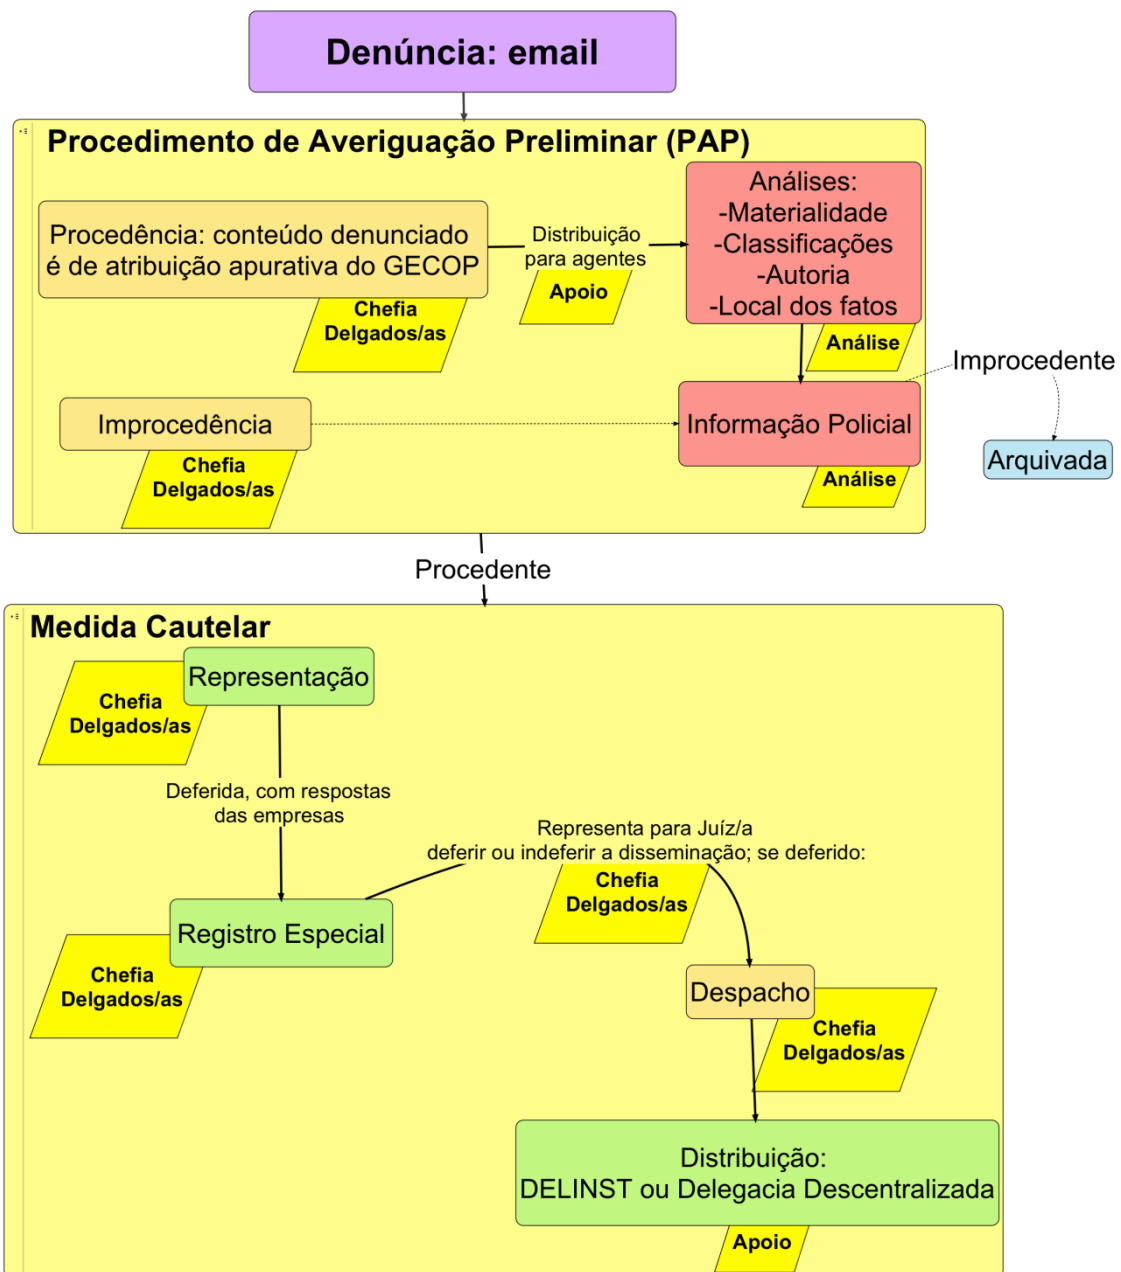 Denúncia: email
Procedimento de Averiguação Preliminar (PAP)
Procedência: conteúdo denunciado
é de atribuição apurativa do GECOP
Chefia
Delgados/as
Distribuição
para agentes
Apoio
Análises:
-Materialidade
-Classificações
-Autoria
-Local dos fatos
Análise
Improcedência
Chefia
Delgados/as
Informação Policial
Análise
Improcedente
Arquivada
Procedente
Medida Cautelar
Representação
Chefia
Delgados/as
Deferida, com respostas
das empresas
Registro Especial
Chefia
Delgados/as
Representa para Juíz/a
deferir ou indeferir a disseminação; se deferido:
Chefia
Delgados/as
Despacho
Chefia
Delgados/as
Distribuição:
DELINST ou Delegacia Descentralizada
Apoio